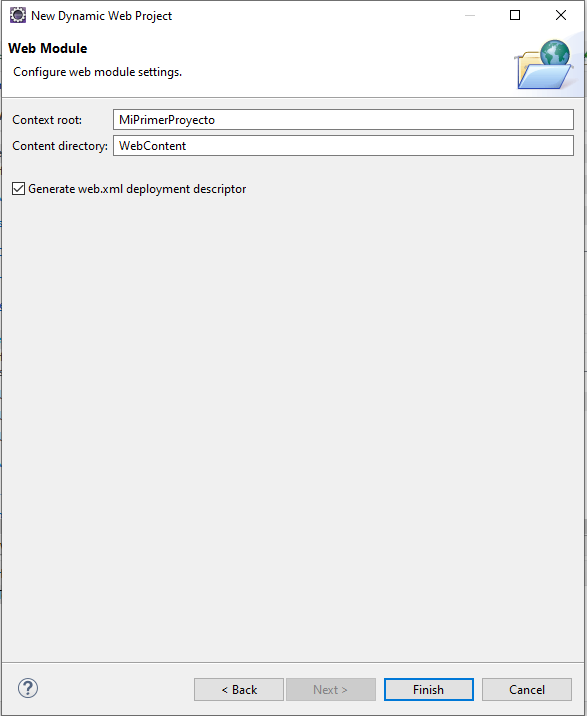 New Dynamic Web Project
Web Module
Configure web module settings.
Context root: MiPrimerProyecto
Content directory: WebContent
Generate web.xml deployment descriptor
? < Back Next > Finish Cancel